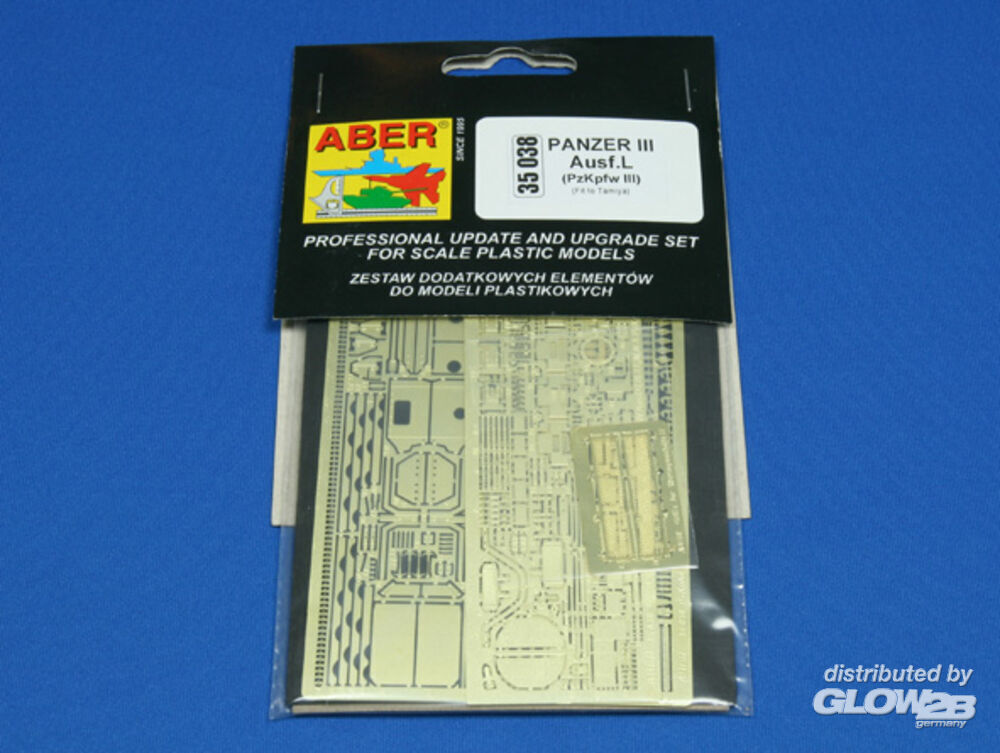 ABER®
SINCE 1995
35 038
PANZER III
Ausf.L
(PzKpfw III)
(Fit to Tamiya)
PROFESSIONAL UPDATE AND UPGRADE SET
FOR SCALE PLASTIC MODELS
ZESTAW DODATKOWYCH ELEMENTÓW
DO MODELI PLASTIKOWYCH
distributed by
GLOW2B
germany